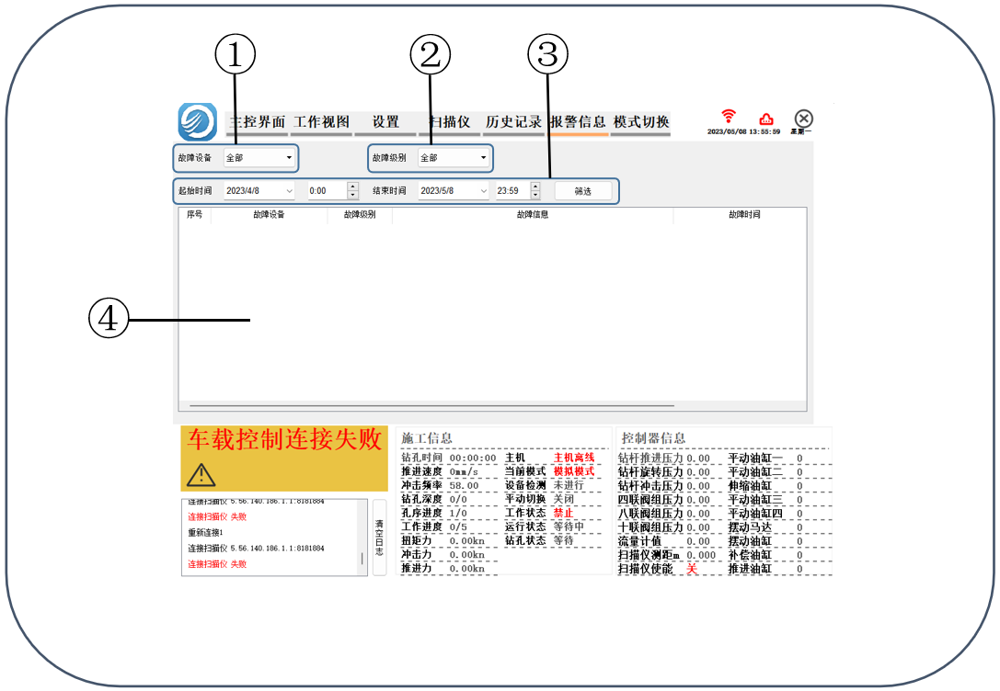 ① ② ③
主控界面 工作视图 设置 扫描仪 历史记录 报警信息 模式切换
2023/05/08 13:55:59 星期一
故障设备 全部 故障级别 全部
起始时间 2023/4/8 0:00 结束时间 2023/5/8 23:59 筛选
序号 故障设备 故障级别 故障信息 故障时间
④
车载控制连接失败
连接扫描仪 5.56.140.186.1.1:8181884
连接扫描仪 失败
重新连接1
连接扫描仪 5.56.140.186.1.1:8181884
连接扫描仪 失败
清空日志
施工信息
钻孔时间 00:00:00 主机 主机离线
推进速度 0mm/s 当前模式 模拟模式
冲击频率 58.00 设备检测 未进行
钻孔深度 0/0 平动切换 关闭
孔序进度 1/0 工作状态 禁止
工作进度 0/5 运行状态 等待中
扭矩力 0.00kn 钻孔状态 等待
冲击力 0.00kn
推进力 0.00kn
控制器信息
钻杆推进压力 0.00 平动油缸一 0
钻杆旋转压力 0.00 平动油缸二 0
钻杆冲击压力 0.00 伸缩油缸 0
四联阀组压力 0.00 平动油缸三 0
八联阀组压力 0.00 平动油缸四 0
十联阀组压力 0.00 摆动马达 0
流量计值 0.00 摆动油缸 0
扫描仪测距m 0.000 补偿油缸 0
扫描仪使能 关 推进油缸 0